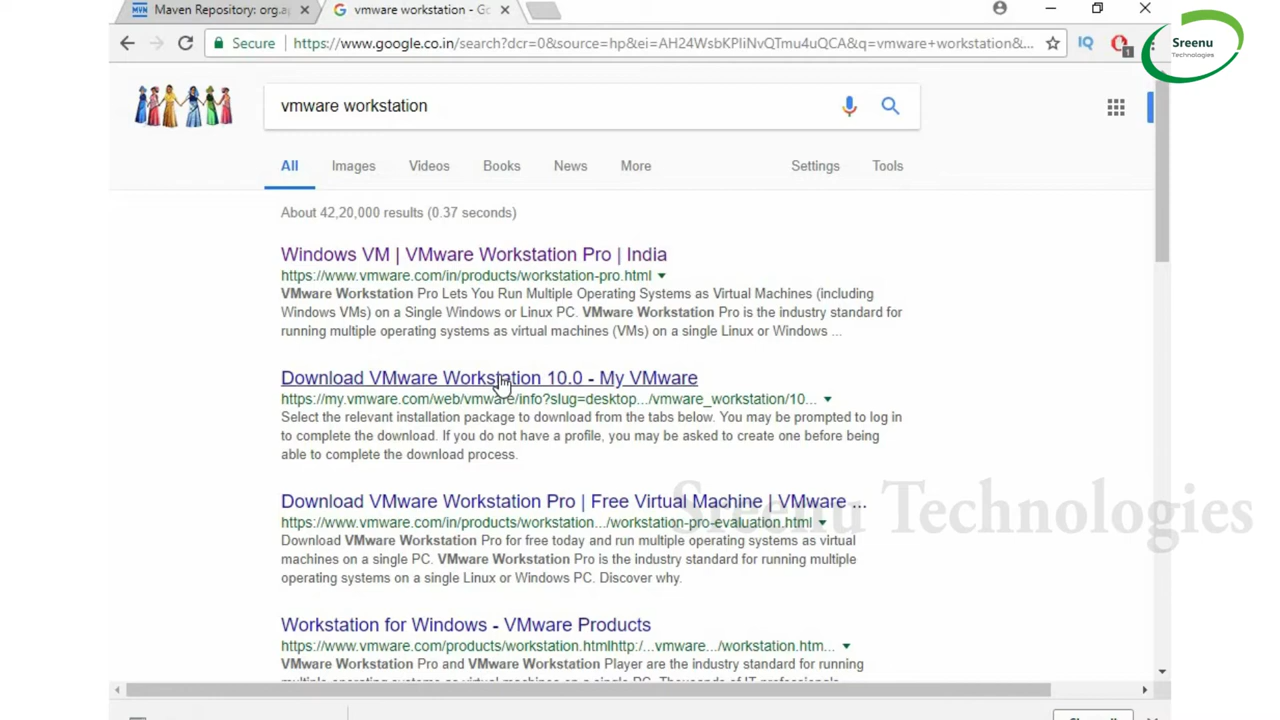 Maven Repository: org.a
vmware workstation - Go
Sreenu
Technologies
Secure
https://www.google.co.in/search?dcr=0&source=hp&ei=AH24WsbKPIiNvQTmu4uQCA&q=vmware+workstation&...
IQ
1
vmware workstation
All
Images
Videos
Books
News
More
Settings
Tools
About 42,20,000 results (0.37 seconds)
Windows VM | VMware Workstation Pro | India
https://www.vmware.com/in/products/workstation-pro.html
VMware Workstation Pro Lets You Run Multiple Operating Systems as Virtual Machines (including
Windows VMs) on a Single Windows or Linux PC. VMware Workstation Pro is the industry standard for
running multiple operating systems as virtual machines (VMs) on a single Linux or Windows ...
Download VMware Workstation 10.0 - My VMware
https://my.vmware.com/web/vmware/info?slug=desktop.../vmware_workstation/10...
Select the relevant installation package to download from the tabs below. You may be prompted to log in
to complete the download. If you do not have a profile, you may be asked to create one before being
able to complete the download process.
Download VMware Workstation Pro | Free Virtual Machine | VMware ...
https://www.vmware.com/in/products/workstation.../workstation-pro-evaluation.html
Download VMware Workstation Pro for free today and run multiple operating systems as virtual
machines on a single PC. VMware Workstation Pro is the industry standard for running multiple
operating systems on a single Linux or Windows PC. Discover why.
Sreenu Technologies
Workstation for Windows - VMware Products
https://www.vmware.com/products/workstation.htmlhttp:/...vmware.../workstation.htm...
VMware Workstation Pro and VMware Workstation Player are the industry standard for running